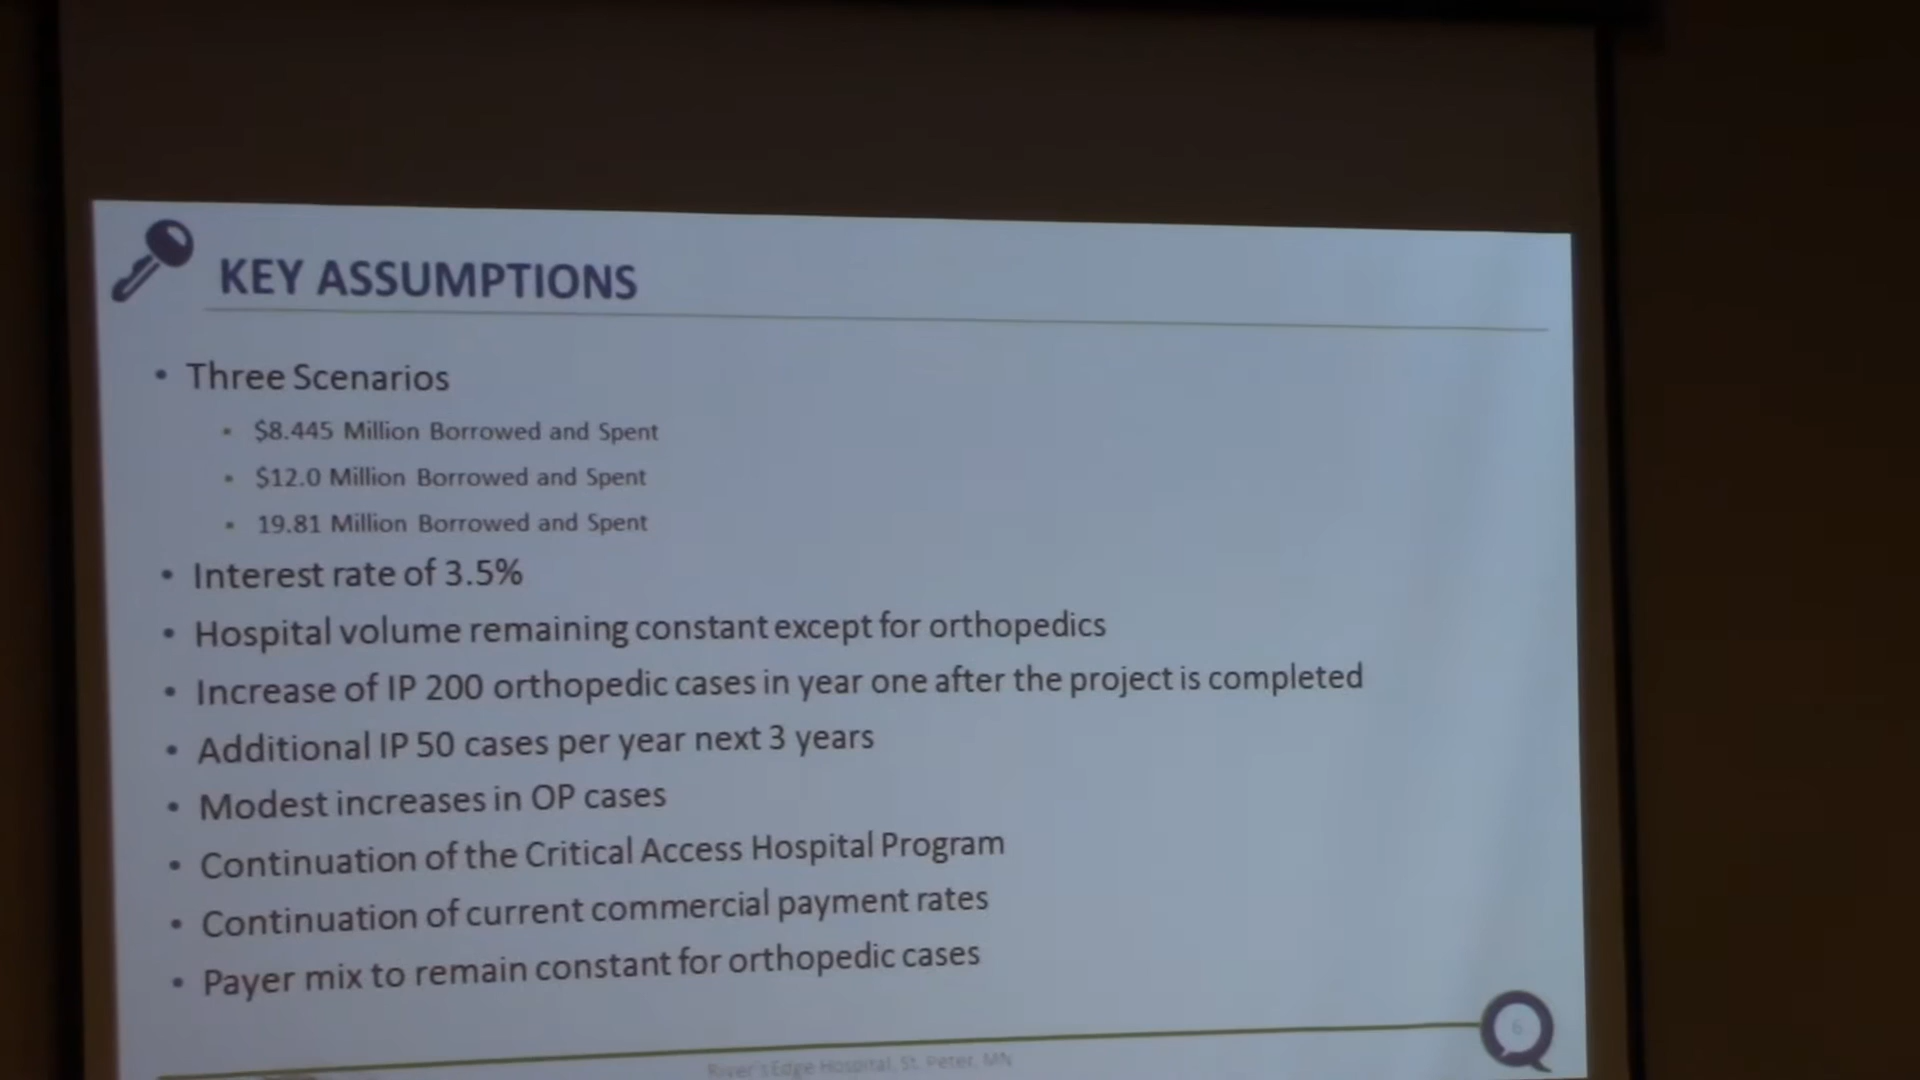 KEY ASSUMPTIONS
• Three Scenarios
▪ $8.445 Million Borrowed and Spent
▪ $12.0 Million Borrowed and Spent
▪ 19.81 Million Borrowed and Spent
• Interest rate of 3.5%
• Hospital volume remaining constant except for orthopedics
• Increase of IP 200 orthopedic cases in year one after the project is completed
• Additional IP 50 cases per year next 3 years
• Modest increases in OP cases
• Continuation of the Critical Access Hospital Program
• Continuation of current commercial payment rates
• Payer mix to remain constant for orthopedic cases
6
River's Edge Hospital, St. Peter, MN